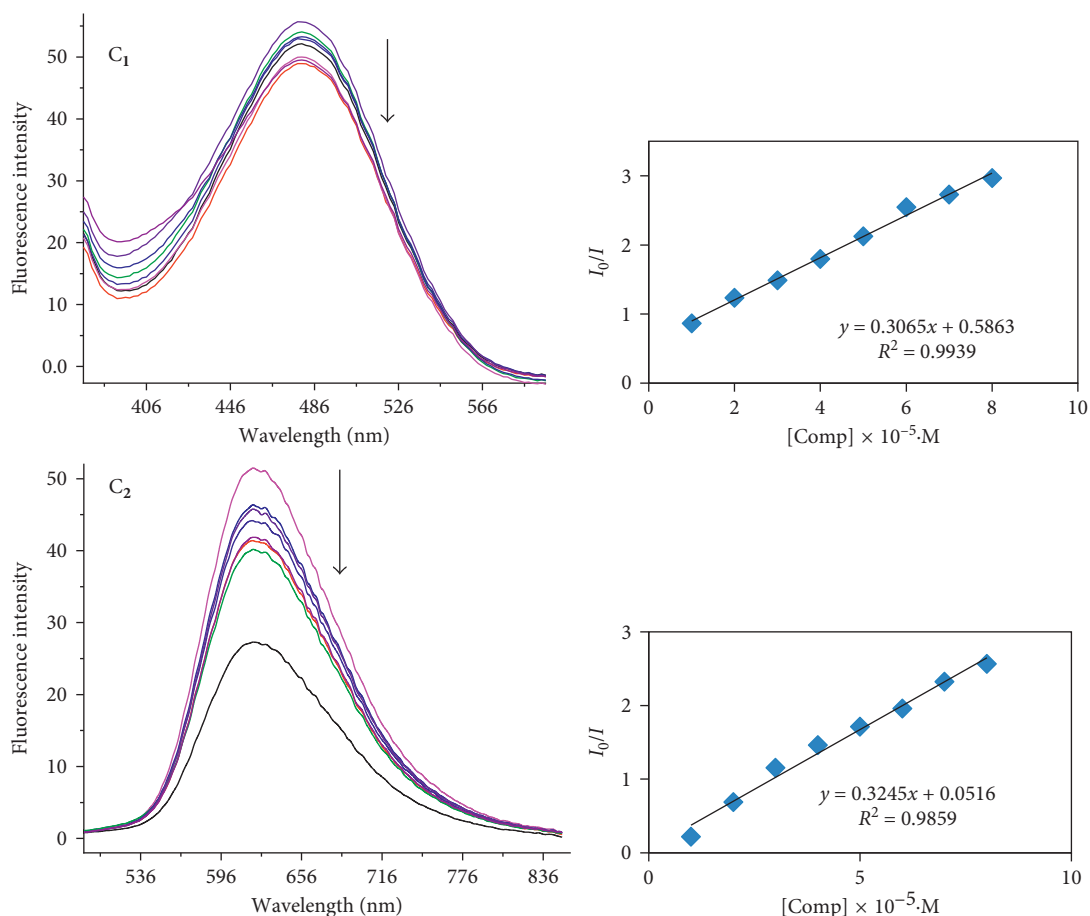 C₁
Fluorescence intensity
50
40
30
20
10
0.0
406 446 486 526 566
Wavelength (nm)
I₀/I
3
2
1
0
y = 0.3065x + 0.5863
R² = 0.9939
0 2 4 6 8 10
[Comp] × 10⁻⁵·M
C₂
Fluorescence intensity
50
40
30
20
10
0
536 596 656 716 776 836
Wavelength (nm)
I₀/I
3
2
1
0
y = 0.3245x + 0.0516
R² = 0.9859
0 5 10
[Comp] × 10⁻⁵·M